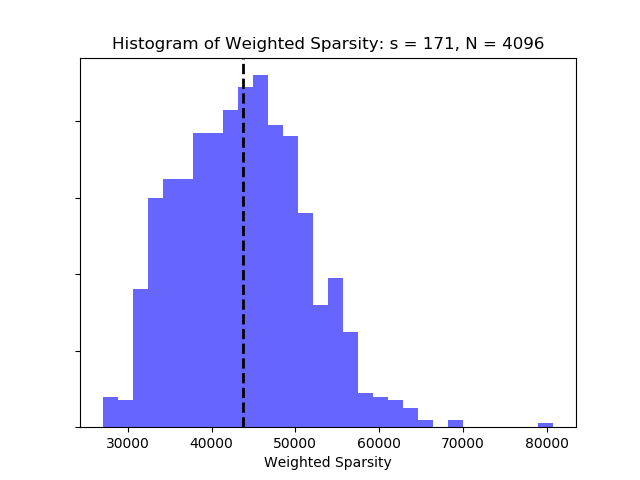 Histogram of Weighted Sparsity: s = 171, N = 4096
30000 40000 50000 60000 70000 80000
Weighted Sparsity